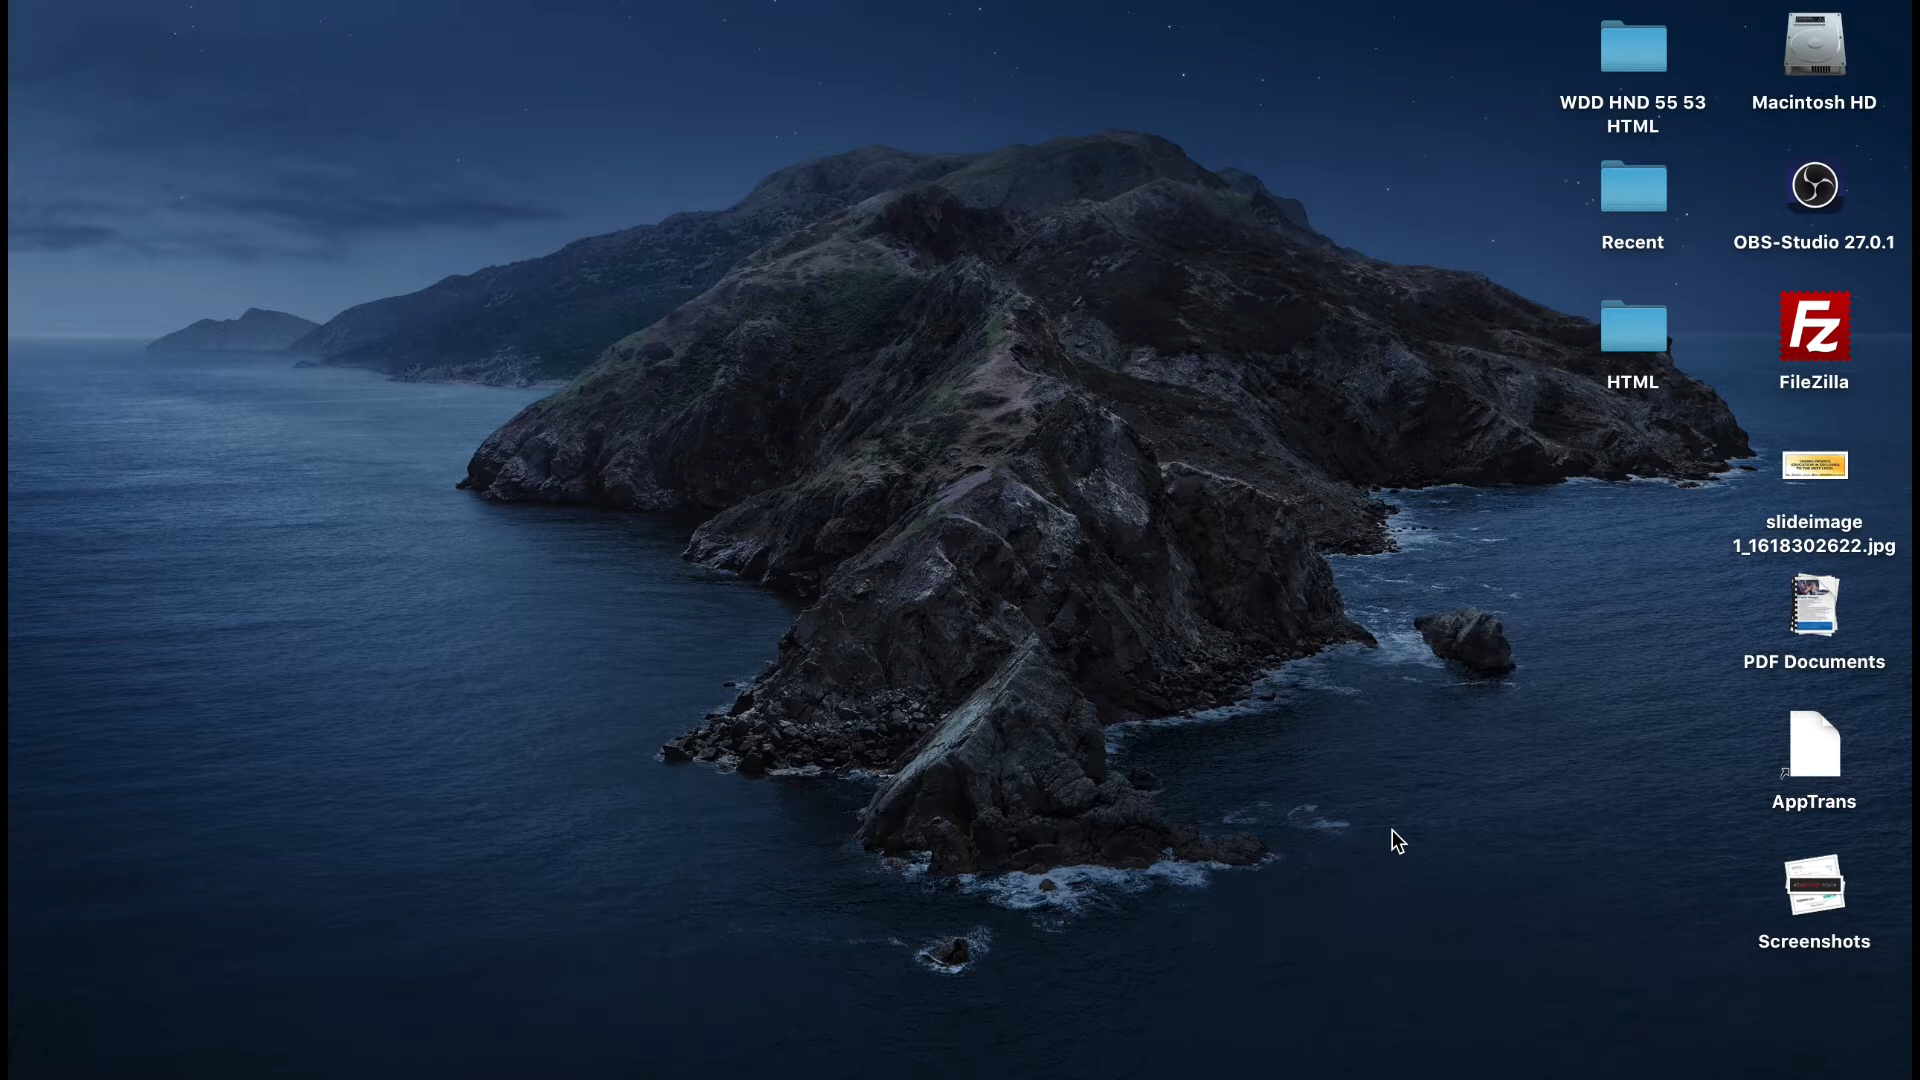 WDD HND 55 53
HTML
Macintosh HD
Recent
OBS-Studio 27.0.1
HTML
FileZilla
slideimage
1_1618302622.jpg
PDF Documents
AppTrans
Screenshots